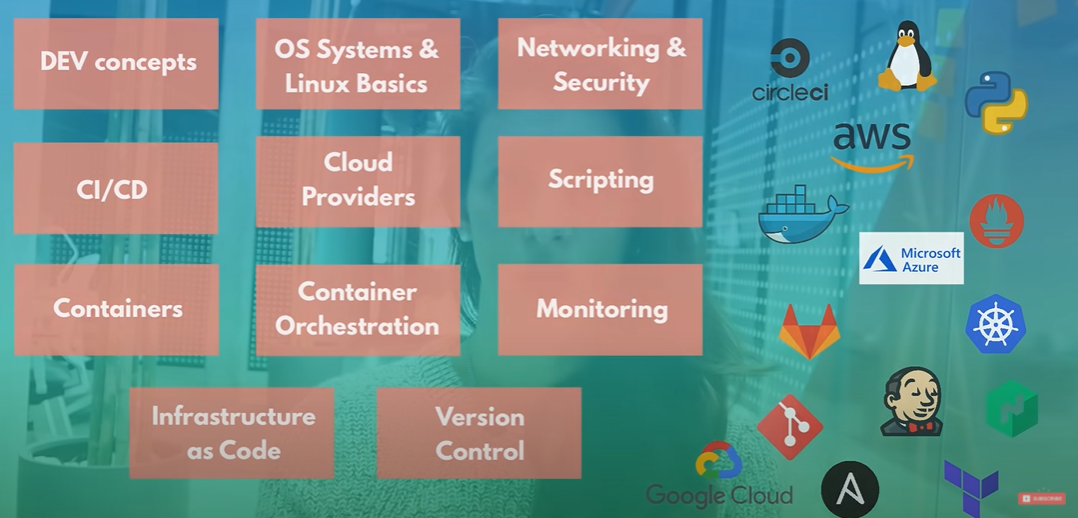 DEV concepts
OS Systems &
Linux Basics
Networking &
Security
CI/CD
Cloud
Providers
Scripting
Containers
Container
Orchestration
Monitoring
Infrastructure
as Code
Version
Control
circleci
aws
Microsoft
Azure
Google Cloud
SUBSCRIBE